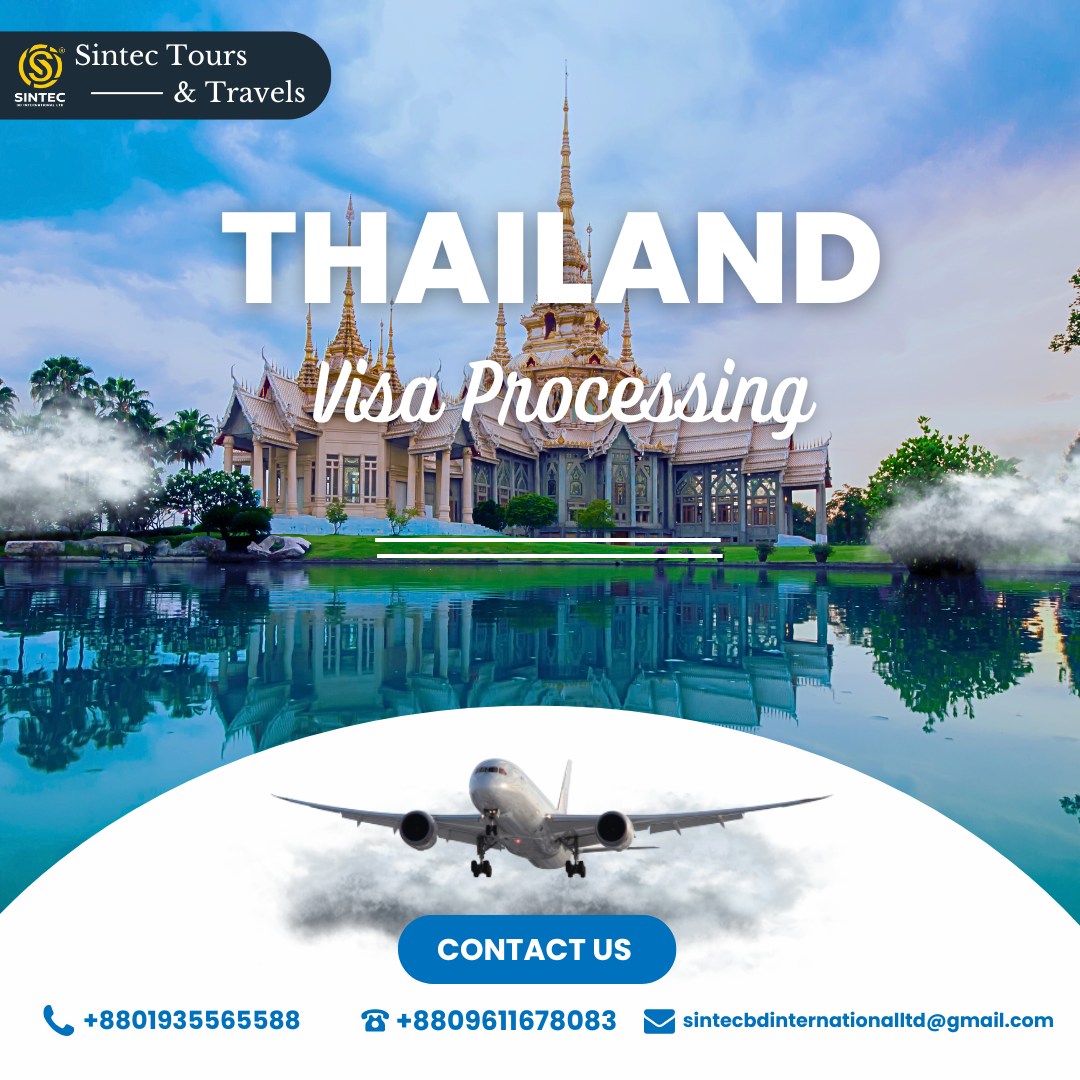 SINTEC
Sintec Tours
& Travels
THAILAND
Visa Processing
CONTACT US
+8801935565588
+8809611678083
sintecbdinternationalltd@gmail.com